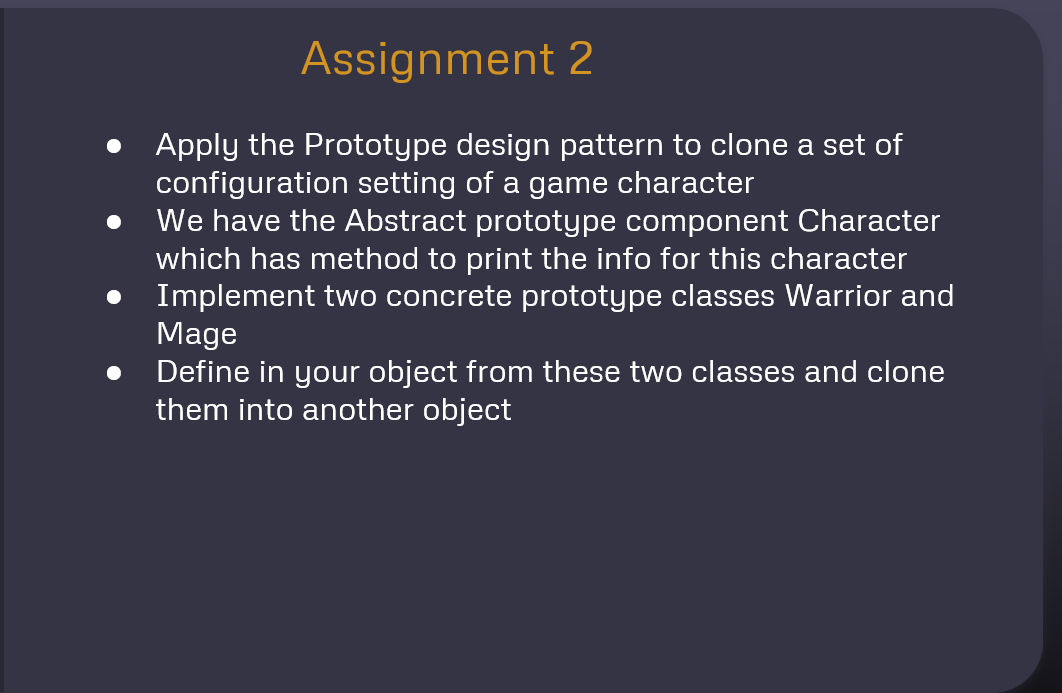 Assignment 2
● Apply the Prototype design pattern to clone a set of
configuration setting of a game character
● We have the Abstract prototype component Character
which has method to print the info for this character
● Implement two concrete prototype classes Warrior and
Mage
● Define in your object from these two classes and clone
them into another object